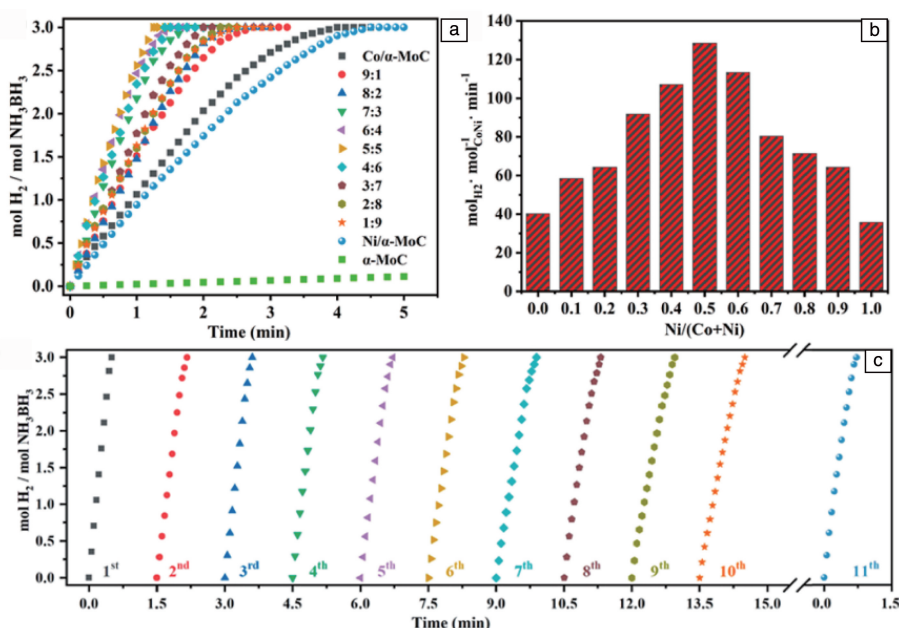 a
mol H2 / mol NH3BH3
3.0
2.5
2.0
1.5
1.0
0.5
0.0
Co/α-MoC
9:1
8:2
7:3
6:4
5:5
4:6
3:7
2:8
1:9
Ni/α-MoC
α-MoC
0 1 2 3 4 5
Time (min)
b
molH2· mol-1CoNi· min-1
140
120
100
80
60
40
20
0
0.0 0.1 0.2 0.3 0.4 0.5 0.6 0.7 0.8 0.9 1.0
Ni/(Co+Ni)
c
mol H2 / mol NH3BH3
3.0
2.5
2.0
1.5
1.0
0.5
0.0
1st 2nd 3rd 4th 5th 6th 7th 8th 9th 10th 11th
0.0 1.5 3.0 4.5 6.0 7.5 9.0 10.5 12.0 13.5 15.0 0.0 1.5
Time (min)